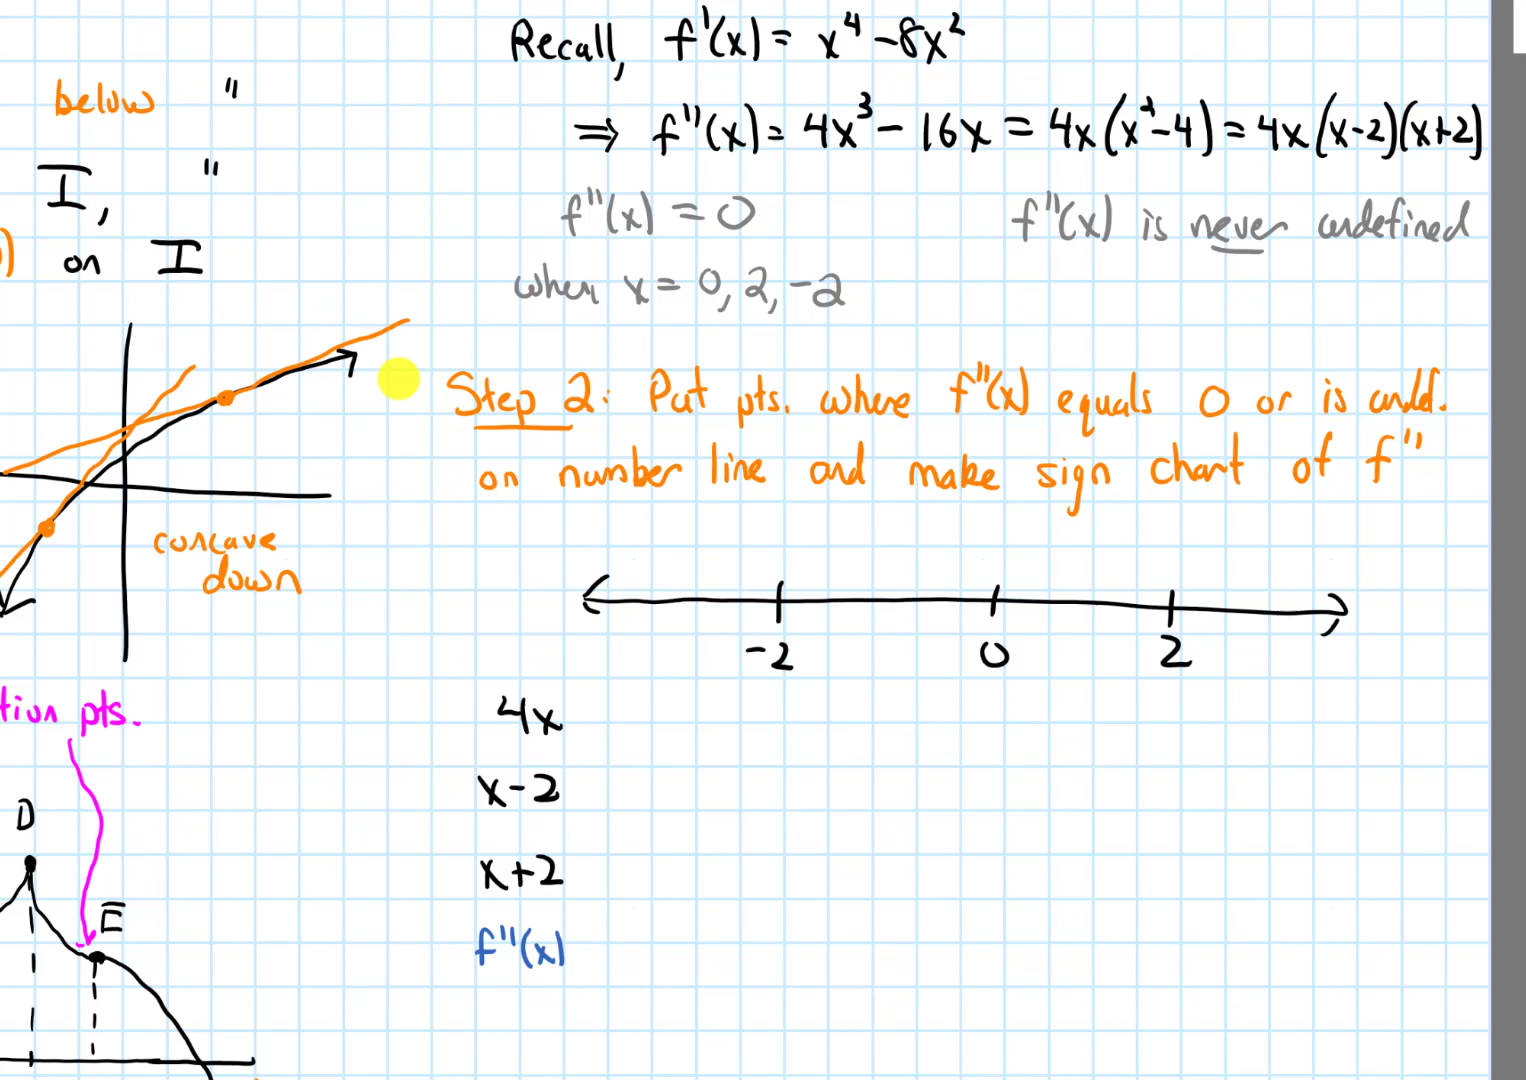 Recall, f'(x) = x⁴ - 8x²
⇒ f''(x) = 4x³ - 16x = 4x(x²-4) = 4x(x-2)(x+2)
f''(x) = 0
when x = 0, 2, -2
f''(x) is never undefined
below "
I, "
) on I
concave
down
Step 2: Put pts. where f''(x) equals 0 or is und.
on number line and make sign chart of f''
-2 0 2
4x
x-2
x+2
f''(x)
tion pts.
D
E